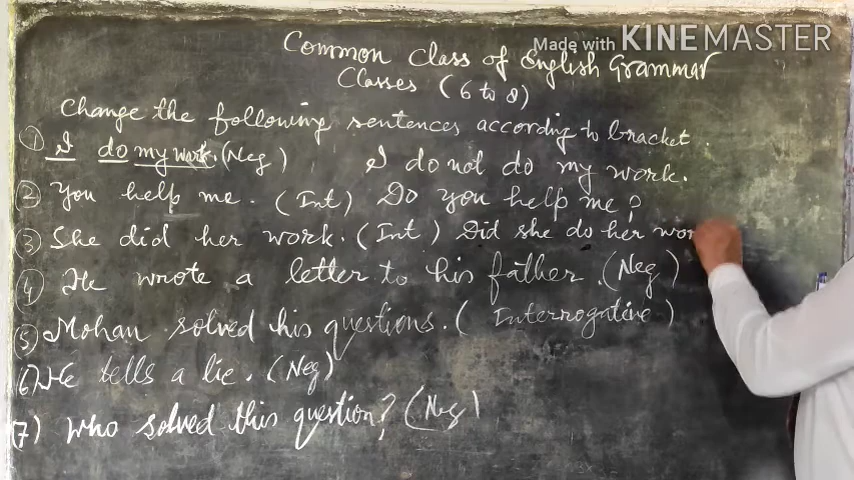 Made with KINEMASTER
Common Class of English Grammar
Classes (6 to 8)
Change the following sentences according to bracket.
① I do my work. (Neg) I do not do my work.
② You help me. (Int) Do you help me?
③ She did her work. (Int) Did she do her wor
④ He wrote a letter to his father. (Neg)
⑤ Mohan solved his questions. (Interrogative)
6) He tells a lie. (Neg)
(7) Who solved this question? (Neg)